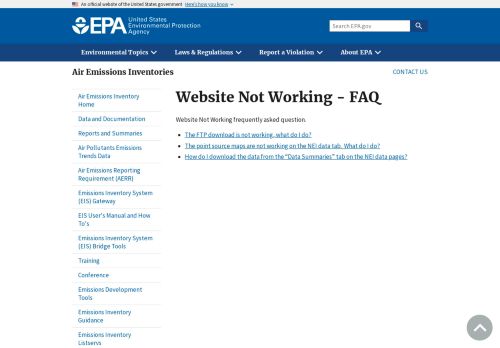 An official website of the United States government Here's how you know
EPA United States
Environmental Protection
Agency
Search EPA.gov
Environmental Topics Laws & Regulations Report a Violation About EPA
Air Emissions Inventories
CONTACT US
Air Emissions Inventory
Home
Data and Documentation
Reports and Summaries
Air Pollutants Emissions
Trends Data
Air Emissions Reporting
Requirement (AERR)
Emissions Inventory System
(EIS) Gateway
EIS User's Manual and How
To's
Emissions Inventory System
(EIS) Bridge Tools
Training
Conference
Emissions Development
Tools
Emissions Inventory
Guidance
Emissions Inventory
Listservs
Website Not Working - FAQ
Website Not Working frequently asked question.
The FTP download is not working, what do I do?
The point source maps are not working on the NEI data tab. What do I do?
How do I download the data from the “Data Summaries” tab on the NEI data pages?